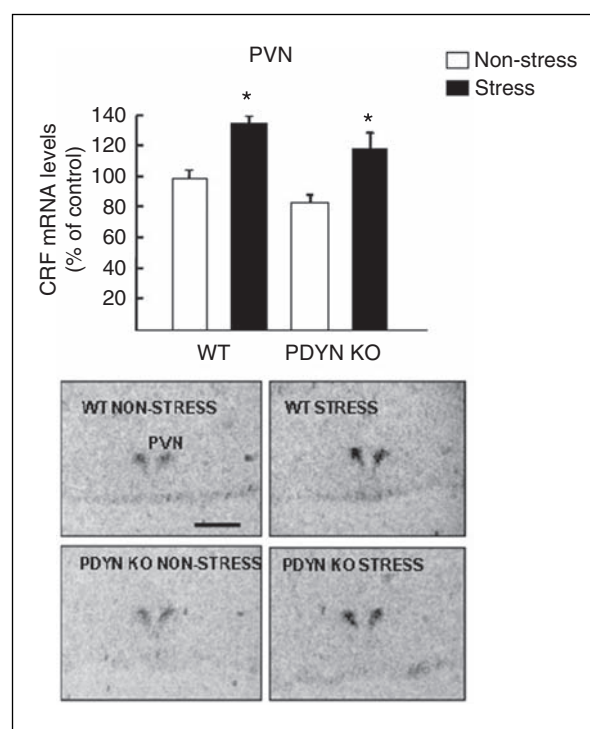 PVN
Non-stress
Stress
CRF mRNA levels
(% of control)
140
120
100
80
60
40
20
*
*
WT
PDYN KO
WT NON-STRESS
PVN
WT STRESS
PDYN KO NON-STRESS
PDYN KO STRESS